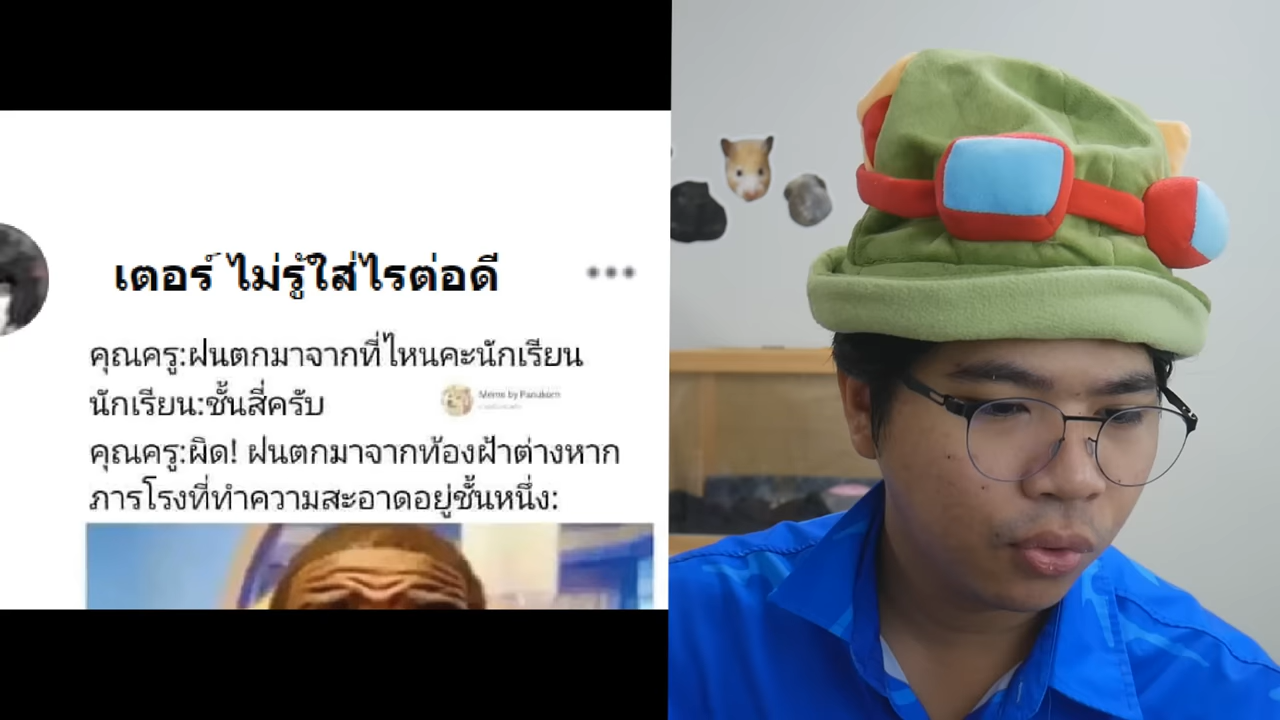 เตอร์ ไม่รู้ใส่ไรต่อดี
คุณครู:ฝนตกมาจากที่ไหนคะนักเรียน
นักเรียน:ชั้นสี่ครับ
Meme by Panukorn
คุณครู:ผิด! ฝนตกมาจากท้องฟ้าต่างหาก
ภารโรงที่ทำความสะอาดอยู่ชั้นหนึ่ง: